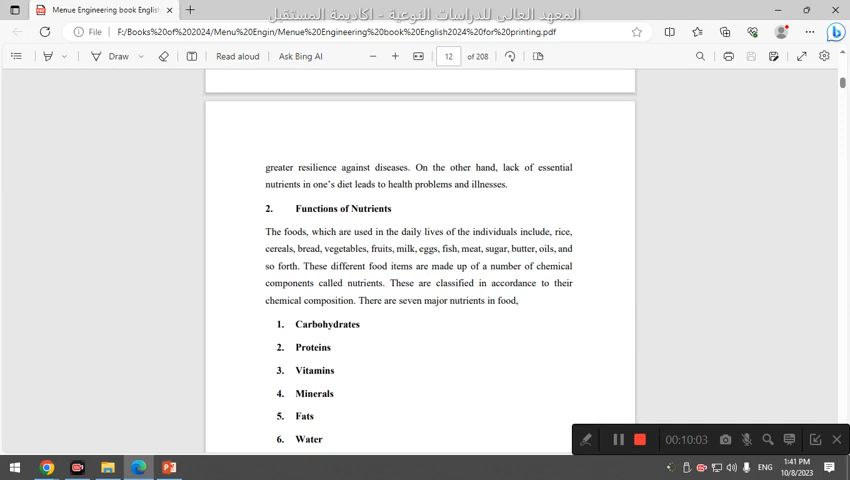 Menue Engineering book English
المعهد العالي للدراسات النوعية - اكاديمة المستقبل
File F:/Books%20of%202024/Menu%20Engin/Menue%20Engineering%20book%20English2024%20for%20printing.pdf
Draw Read aloud Ask Bing AI 12 of 208
greater resilience against diseases. On the other hand, lack of essential
nutrients in one's diet leads to health problems and illnesses.
2. Functions of Nutrients
The foods, which are used in the daily lives of the individuals include, rice,
cereals, bread, vegetables, fruits, milk, eggs, fish, meat, sugar, butter, oils, and
so forth. These different food items are made up of a number of chemical
components called nutrients. These are classified in accordance to their
chemical composition. There are seven major nutrients in food,
1. Carbohydrates
2. Proteins
3. Vitamins
4. Minerals
5. Fats
6. Water
00:10:03
ENG
1:41 PM
10/8/2023